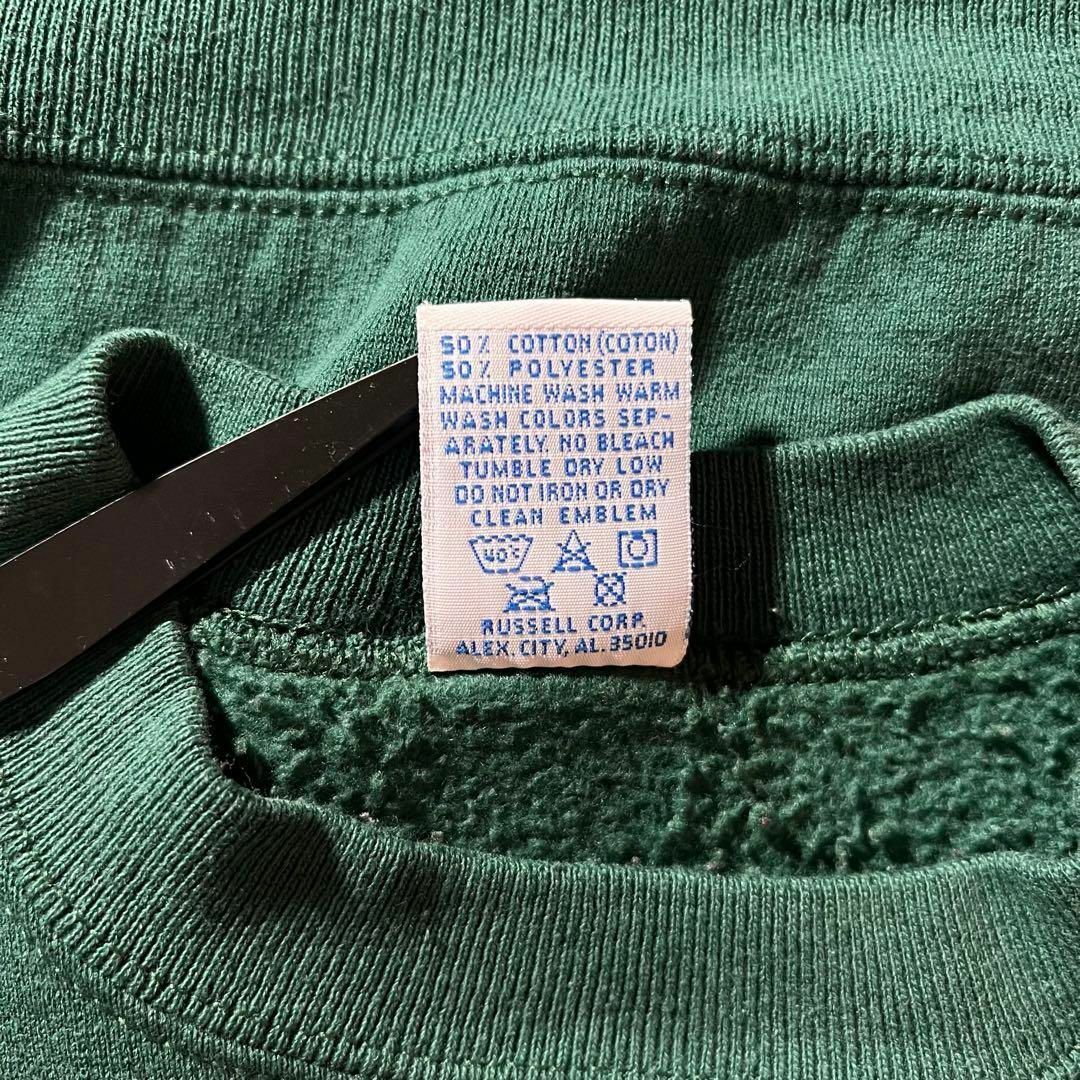 50% COTTON (COTON)
50% POLYESTER
MACHINE WASH WARM
WASH COLORS SEP-
ARATELY. NO BLEACH
TUMBLE DRY LOW
DO NOT IRON OR DRY
CLEAN EMBLEM
40°C
RUSSELL CORP.
ALEX. CITY, AL. 35010